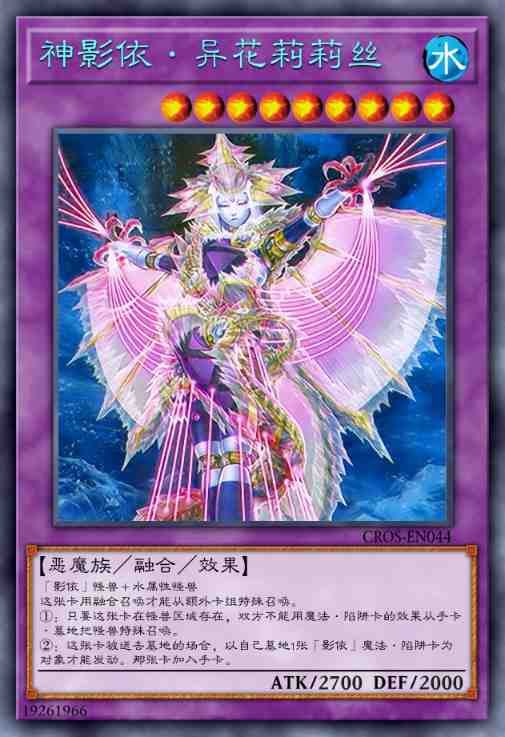 神影依·异花莉莉丝
水
CROS-EN044
【恶魔族／融合／效果】
「影依」怪兽＋水属性怪兽
这张卡用融合召唤才能从额外卡组特殊召唤。
①：只要这张卡在怪兽区域存在，双方不能用魔法·陷阱卡的效果从手卡
·墓地把怪兽特殊召唤。
②：这张卡被送去墓地的场合，以自己墓地1张「影依」魔法·陷阱卡为
对象才能发动。那张卡加入手卡。
ATK/2700 DEF/2000
19261966